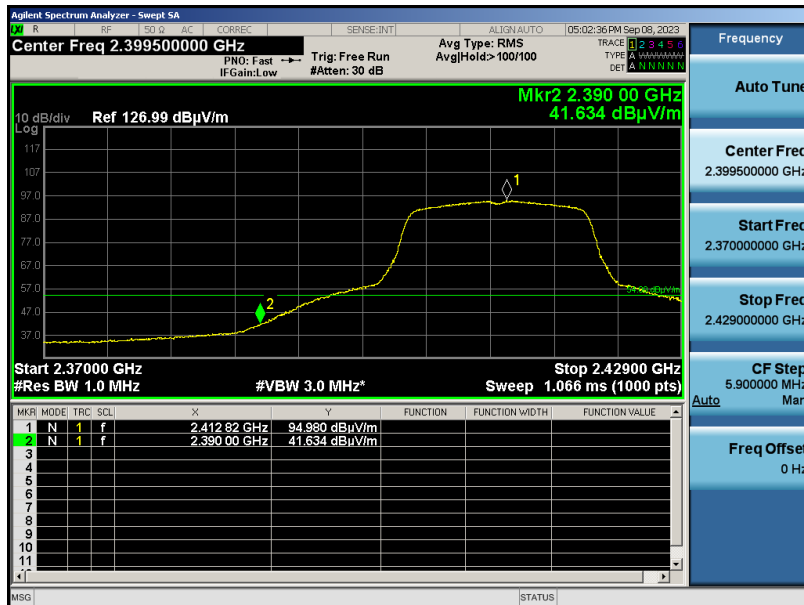 Agilent Spectrum Analyzer - Swept SA
LXI R RF 50 Ω AC CORREC SENSE:INT ALIGN AUTO 05:02:36 PM Sep 08, 2023
Center Freq 2.399500000 GHz
PNO: Fast
IFGain:Low
Trig: Free Run
#Atten: 30 dB
Avg Type: RMS
Avg|Hold:>100/100
TRACE 1 2 3 4 5 6
TYPE A WWWWW
DET A N N N N N
Mkr2 2.390 00 GHz
41.634 dBµV/m
10 dB/div Ref 126.99 dBµV/m
Log
117
107
97.0
87.0
77.0
67.0
57.0
47.0
37.0
1
2
Start 2.37000 GHz Stop 2.42900 GHz
#Res BW 1.0 MHz #VBW 3.0 MHz* Sweep 1.066 ms (1000 pts)
MKR MODE TRC SCL X Y FUNCTION FUNCTION WIDTH FUNCTION VALUE
1 N 1 f 2.412 82 GHz 94.980 dBµV/m
2 N 1 f 2.390 00 GHz 41.634 dBµV/m
3
4
5
6
7
8
9
10
11
MSG STATUS
Frequency
Auto Tune
Center Freq
2.399500000 GHz
Start Freq
2.370000000 GHz
Stop Freq
2.429000000 GHz
CF Step
5.900000 MHz
Auto Man
Freq Offset
0 Hz